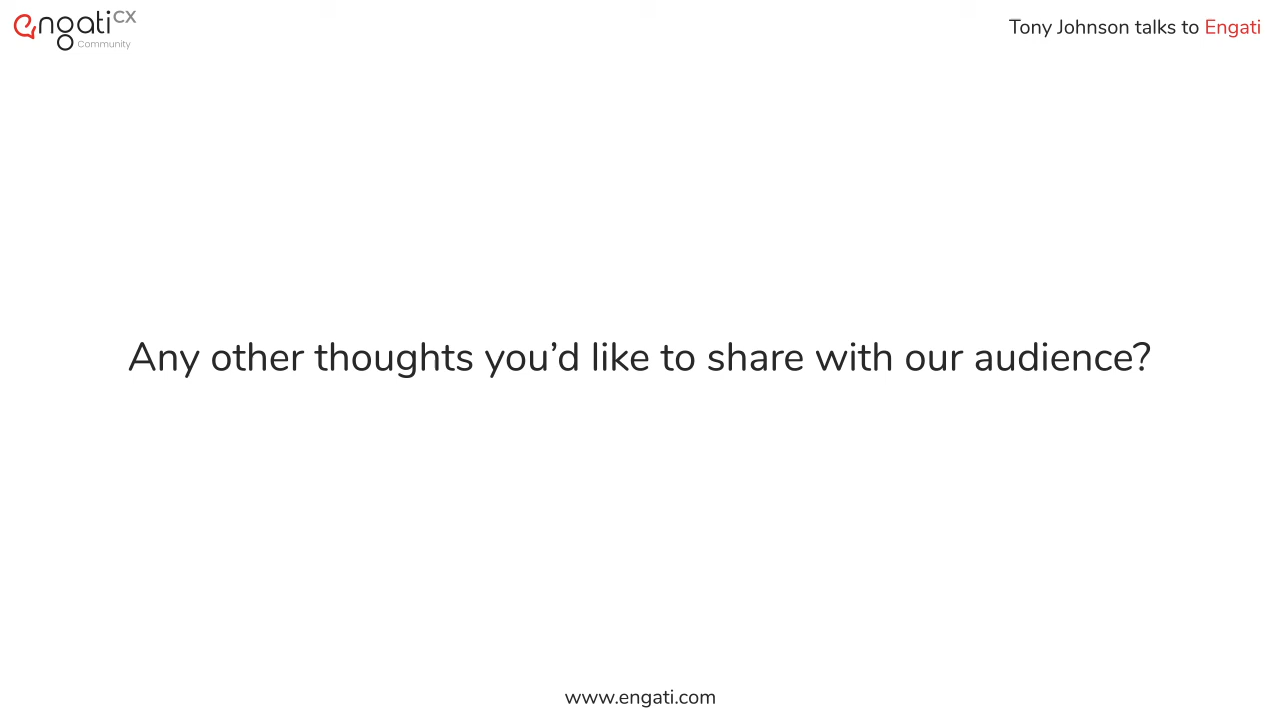 engati CX
Community
Tony Johnson talks to Engati
Any other thoughts you’d like to share with our audience?
www.engati.com